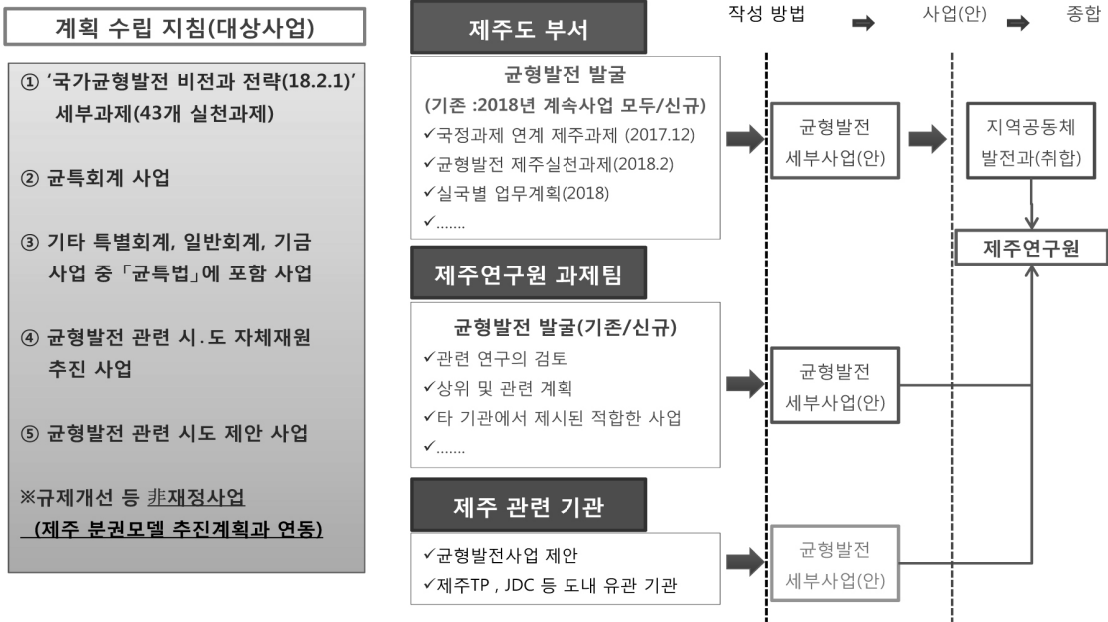 계획 수립 지침(대상사업)
① ‘국가균형발전 비전과 전략(18.2.1)’
세부과제(43개 실천과제)
② 균특회계 사업
③ 기타 특별회계, 일반회계, 기금
사업 중 「균특법」에 포함 사업
④ 균형발전 관련 시.도 자체재원
추진 사업
⑤ 균형발전 관련 시도 제안 사업
※규제개선 등 非재정사업
(제주 분권모델 추진계획과 연동)
작성 방법
사업(안)
종합
제주도 부서
균형발전 발굴
(기존 :2018년 계속사업 모두/신규)
✓국정과제 연계 제주과제 (2017.12)
✓균형발전 제주실천과제(2018.2)
✓실국별 업무계획(2018)
✓.......
균형발전
세부사업(안)
지역공동체
발전과(취합)
제주연구원
제주연구원 과제팀
균형발전 발굴(기존/신규)
✓관련 연구의 검토
✓상위 및 관련 계획
✓타 기관에서 제시된 적합한 사업
✓.......
균형발전
세부사업(안)
제주 관련 기관
✓균형발전사업 제안
✓제주TP , JDC 등 도내 유관 기관
균형발전
세부사업(안)